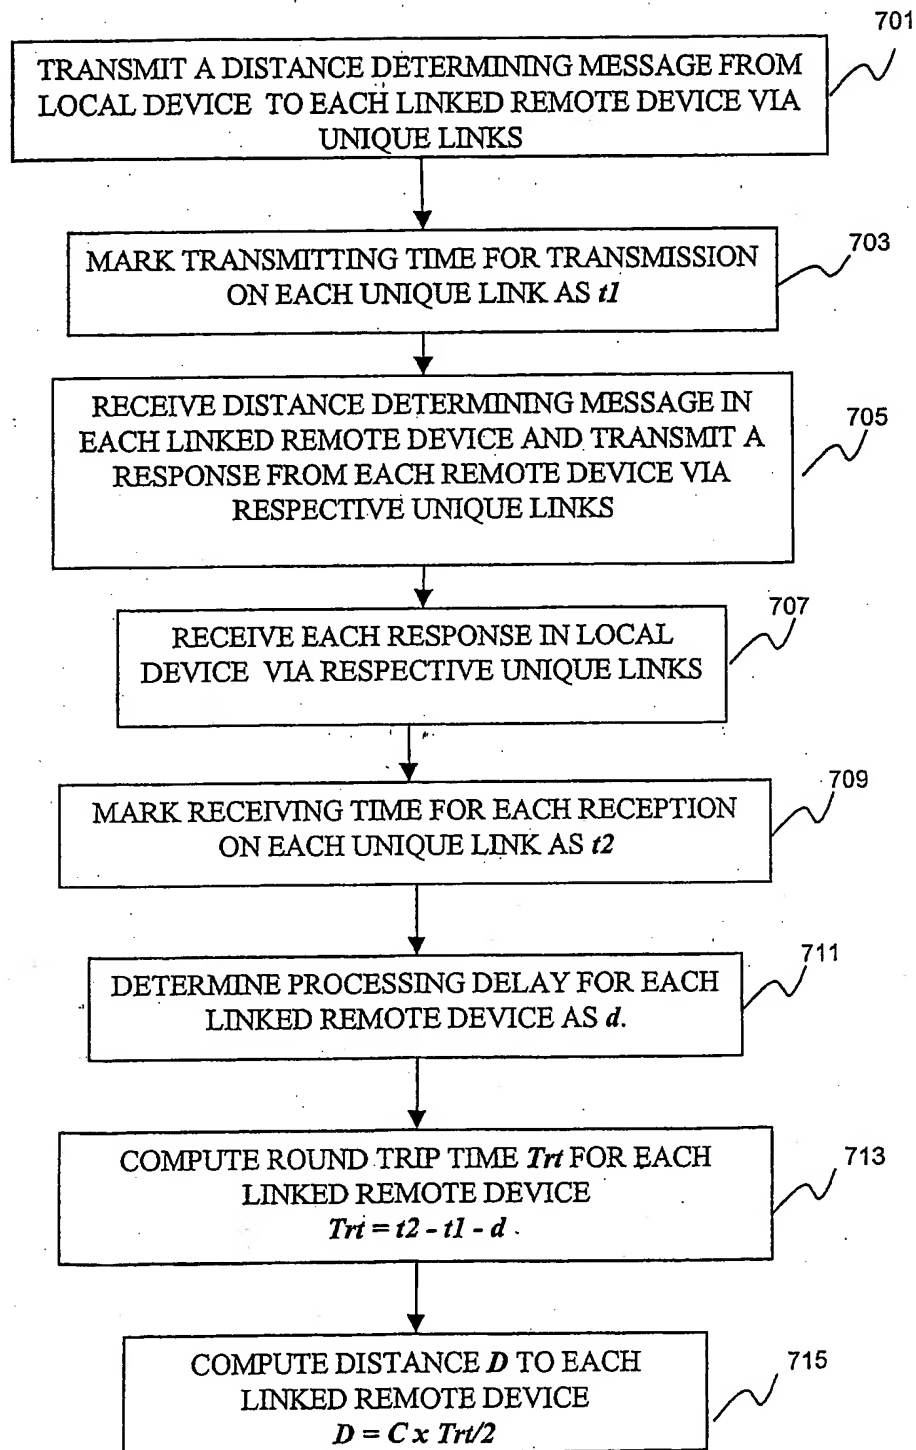 701
TRANSMIT A DISTANCE DETERMINING MESSAGE FROM
LOCAL DEVICE TO EACH LINKED REMOTE DEVICE VIA
UNIQUE LINKS
703
MARK TRANSMITTING TIME FOR TRANSMISSION
ON EACH UNIQUE LINK AS t1
705
RECEIVE DISTANCE DETERMINING MESSAGE IN
EACH LINKED REMOTE DEVICE AND TRANSMIT A
RESPONSE FROM EACH REMOTE DEVICE VIA
RESPECTIVE UNIQUE LINKS
707
RECEIVE EACH RESPONSE IN LOCAL
DEVICE VIA RESPECTIVE UNIQUE LINKS
709
MARK RECEIVING TIME FOR EACH RECEPTION
ON EACH UNIQUE LINK AS t2
711
DETERMINE PROCESSING DELAY FOR EACH
LINKED REMOTE DEVICE AS d.
713
COMPUTE ROUND TRIP TIME Trt FOR EACH
LINKED REMOTE DEVICE
Trt = t2 - t1 - d .
715
COMPUTE DISTANCE D TO EACH
LINKED REMOTE DEVICE
D = C x Trt/2